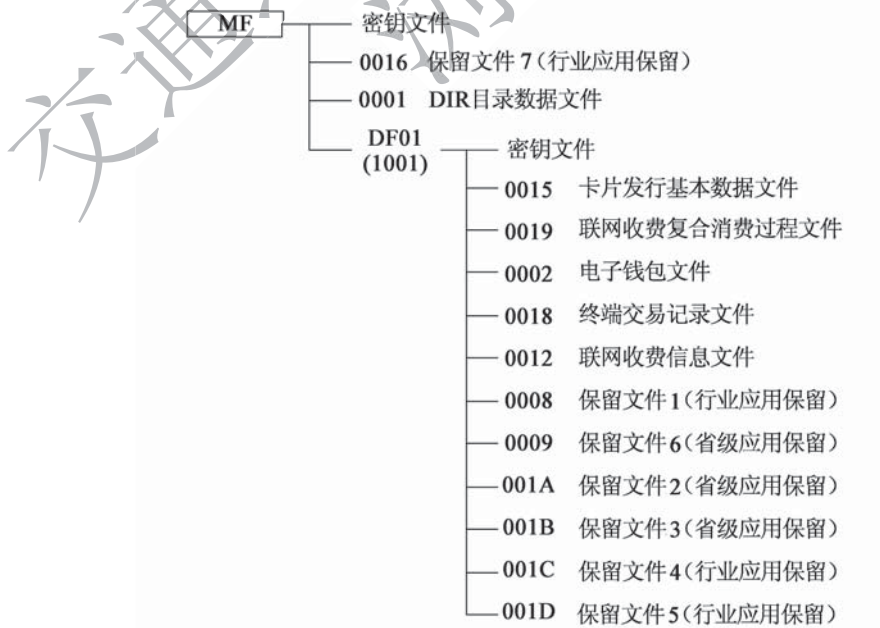 MF 密钥文件
0016 保留文件7(行业应用保留)
0001 DIR目录数据文件
DF01
(1001)
密钥文件
0015 卡片发行基本数据文件
0019 联网收费复合消费过程文件
0002 电子钱包文件
0018 终端交易记录文件
0012 联网收费信息文件
0008 保留文件1(行业应用保留)
0009 保留文件6(省级应用保留)
001A 保留文件2(省级应用保留)
001B 保留文件3(省级应用保留)
001C 保留文件4(行业应用保留)
001D 保留文件5(行业应用保留)
交通